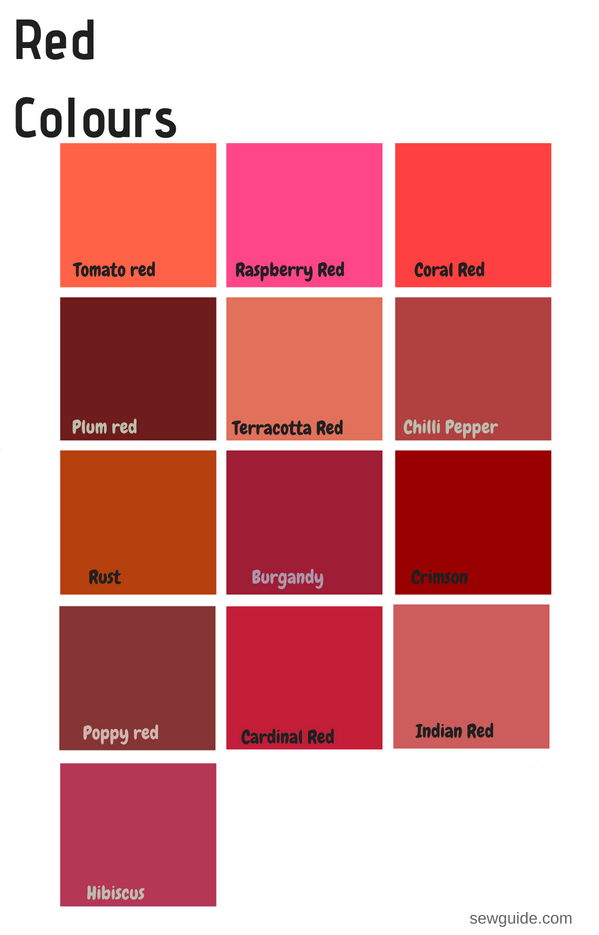 Red
Colours
Tomato red
Raspberry Red
Coral Red
Plum red
Terracotta Red
Chilli Pepper
Rust
Burgandy
Crimson
Poppy red
Cardinal Red
Indian Red
Hibiscus
sewguide.com